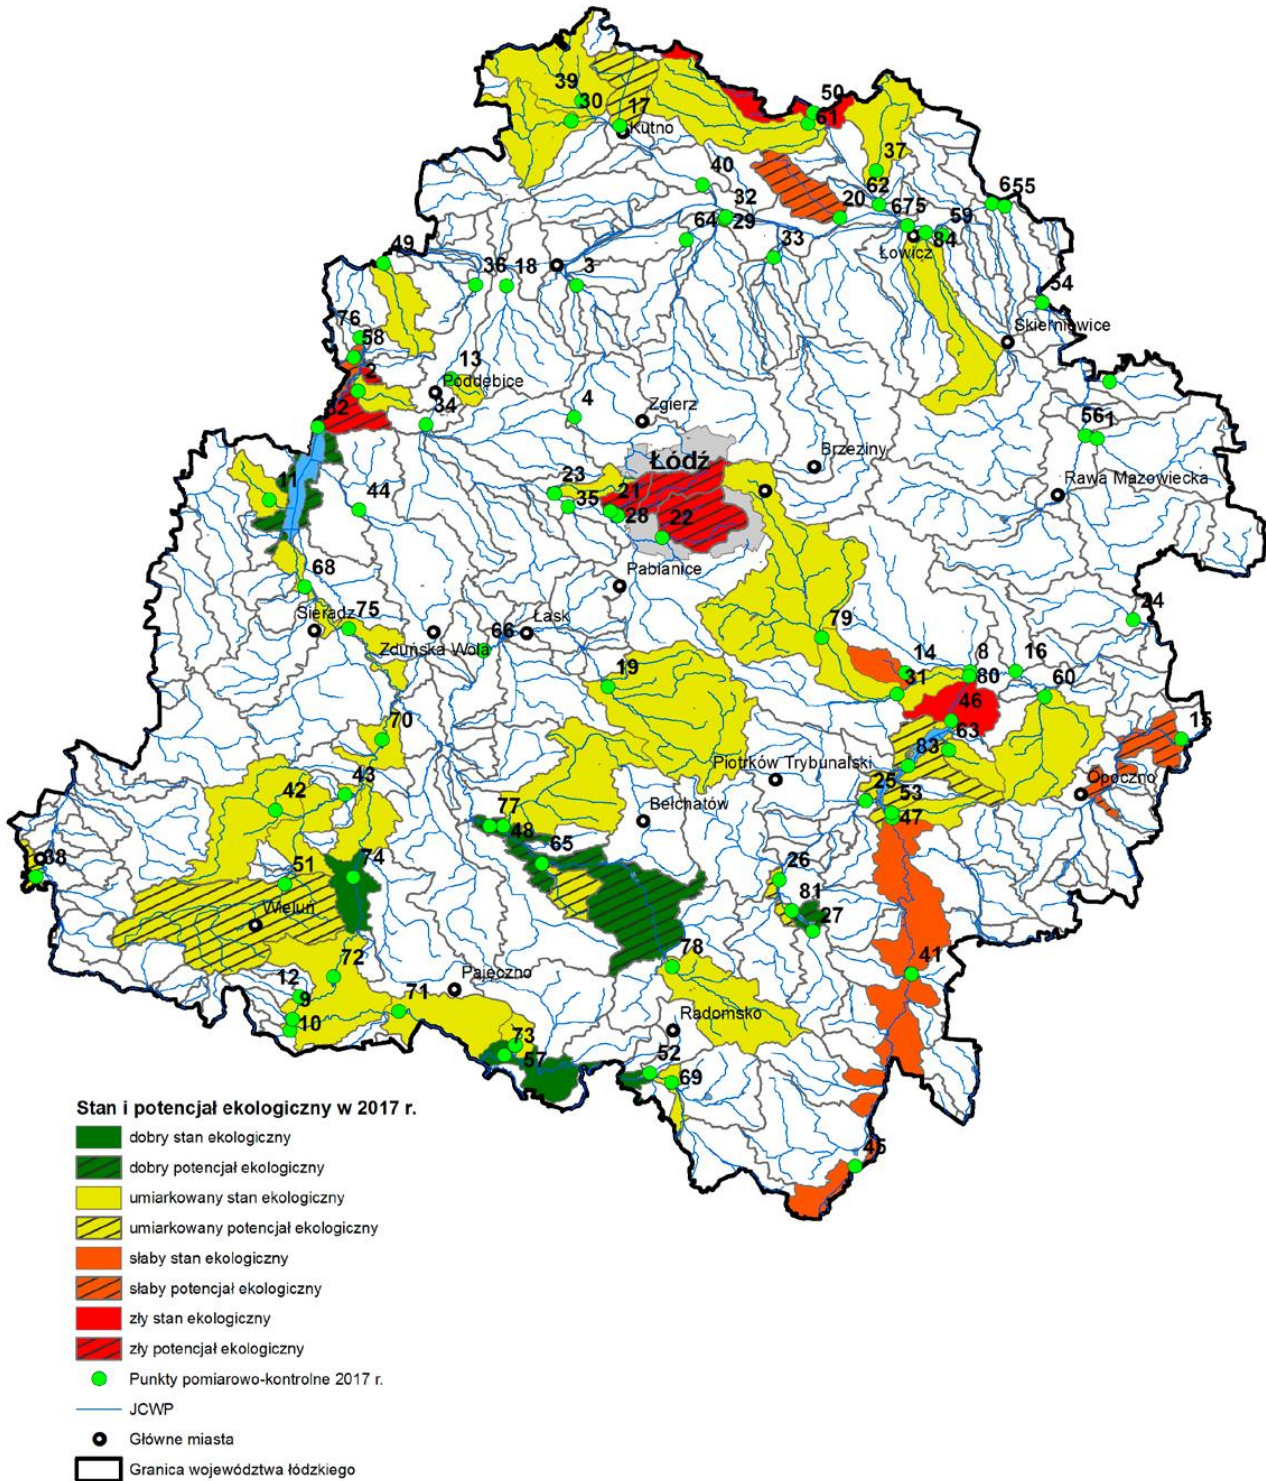 39
30
17
Kutno
50
61
37
40
62
32
20
675
655
64
29
59
33
84
Łowicz
49
36
18
3
54
76
Skierniewice
58
2
13
Poddębice
1
82
34
4
Zgierz
561
Łódź
Brzeziny
11
23
21
Rawa Mazowiecka
44
35
28
22
Pabianice
68
24
Sieradz
75
66
Łask
79
Zduńska Wola
19
14
8
16
31
80
60
46
70
63
15
83
Piotrków Trybunalski
43
25
Opoczno
42
53
77
Bełchatów
47
48
65
38
51
74
26
81
Wieluń
27
72
78
41
12
Pajęczno
9
71
10
Radomsko
73
57
52
69
45
Stan i potencjał ekologiczny w 2017 r.
dobry stan ekologiczny
dobry potencjał ekologiczny
umiarkowany stan ekologiczny
umiarkowany potencjał ekologiczny
słaby stan ekologiczny
słaby potencjał ekologiczny
zły stan ekologiczny
zły potencjał ekologiczny
Punkty pomiarowo-kontrolne 2017 r.
JCWP
Główne miasta
Granica województwa łódzkiego